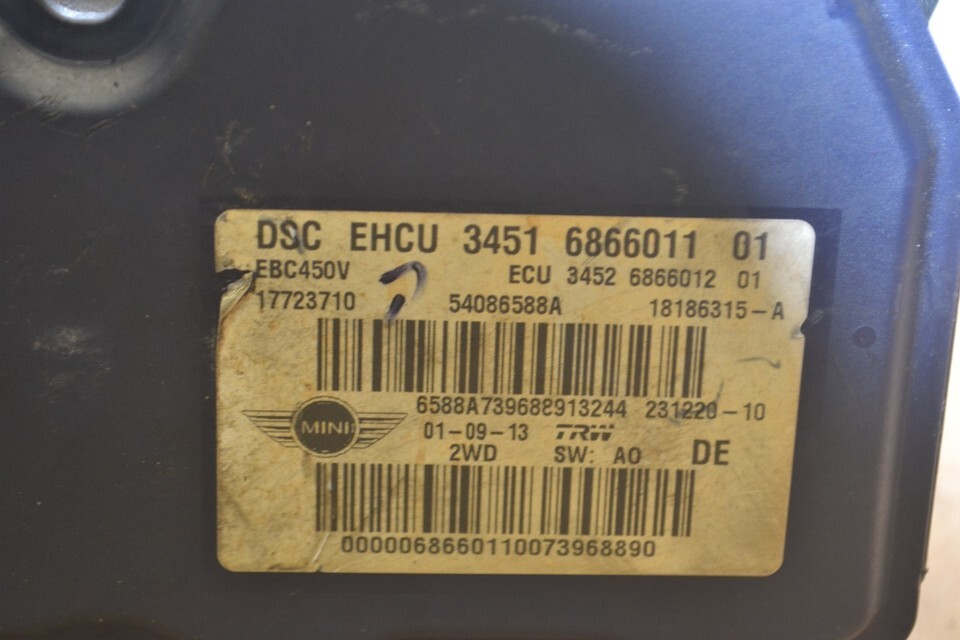 DSC EHCU 3451 6866011 01
EBC450V ECU 3452 6866012 01
17723710 54086588A 18186315-A
6588A739688913244 231220-10
MINI 01-09-13 TRW
2WD SW: A0 DE
0000068660110073968890